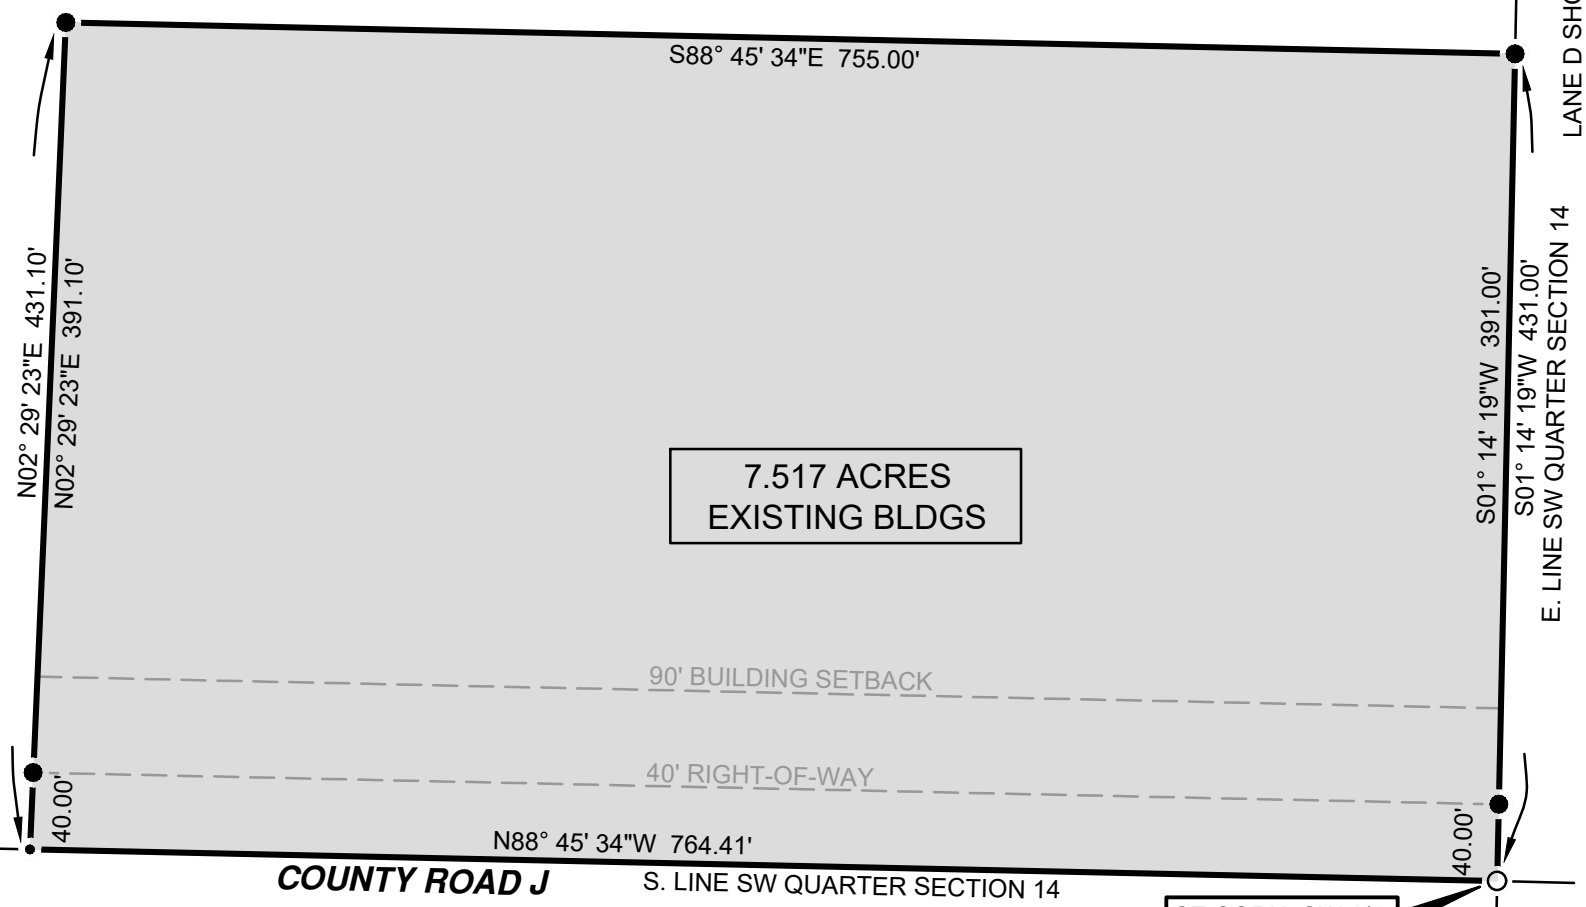 S88° 45' 34"E 755.00'
LANE D
N02° 29' 23"E 431.10'
N02° 29' 23"E 391.10'
S01° 14' 19"W 391.00'
S01° 14' 19"W 431.00'
E. LINE SW QUARTER SECTION 14
7.517 ACRES
EXISTING BLDGS
90' BUILDING SETBACK
40' RIGHT-OF-WAY
40.00'
40.00'
N88° 45' 34"W 764.41'
COUNTY ROAD J
S. LINE SW QUARTER SECTION 14